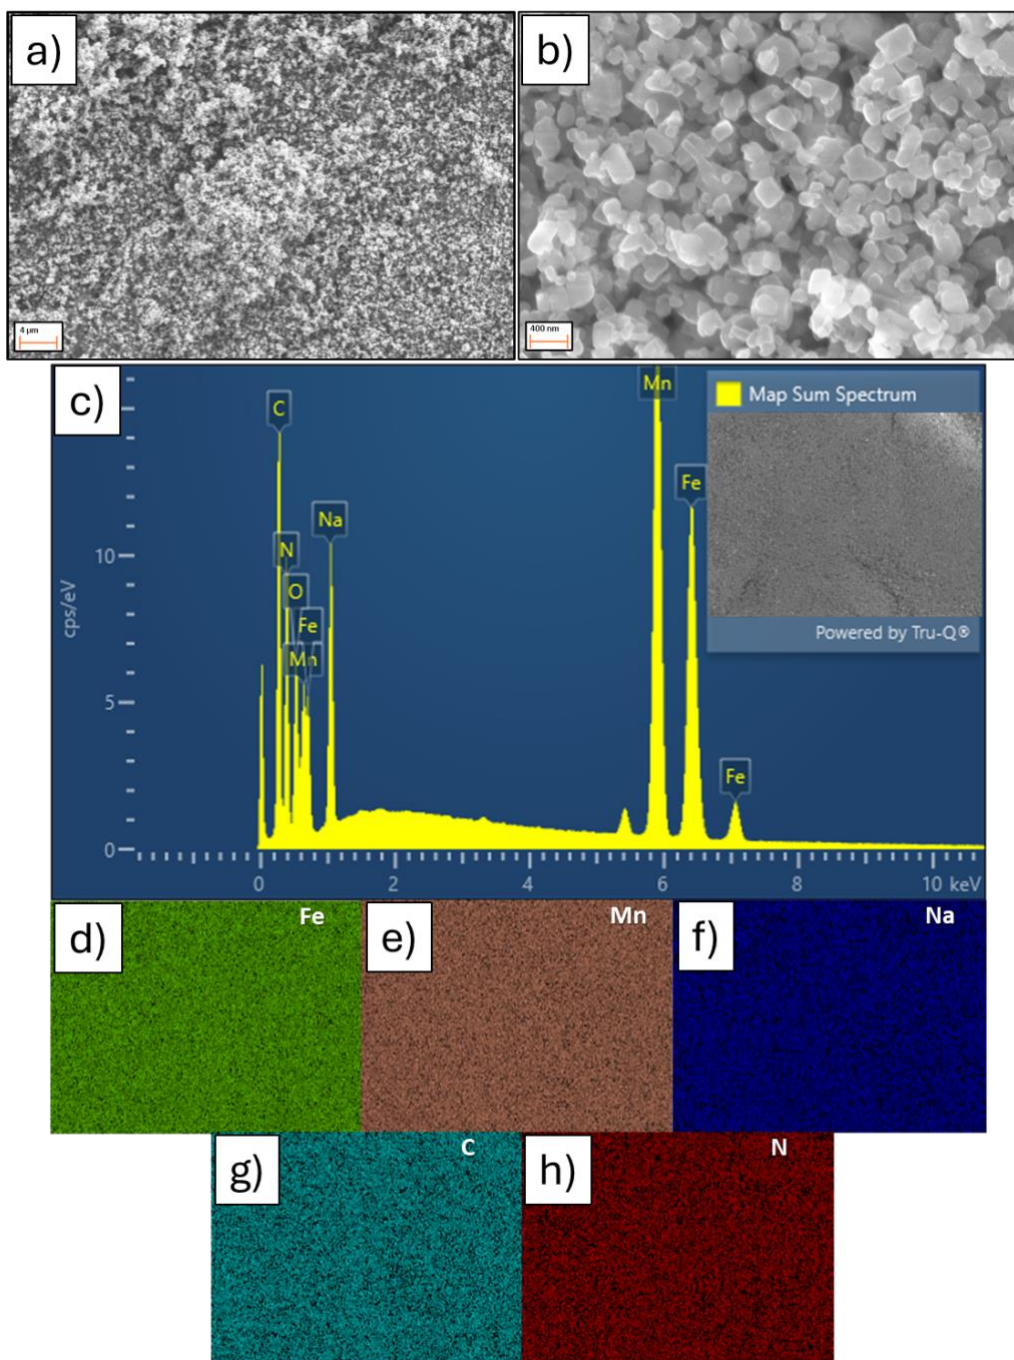 a)
4 µm
b)
400 nm
c)
C
N
O
Fe
Mn
Na
Mn
Fe
Fe
Map Sum Spectrum
Powered by Tru-Q®
cps/eV
10
5
0
0 2 4 6 8 10 keV
d) Fe
e) Mn
f) Na
g) C
h) N